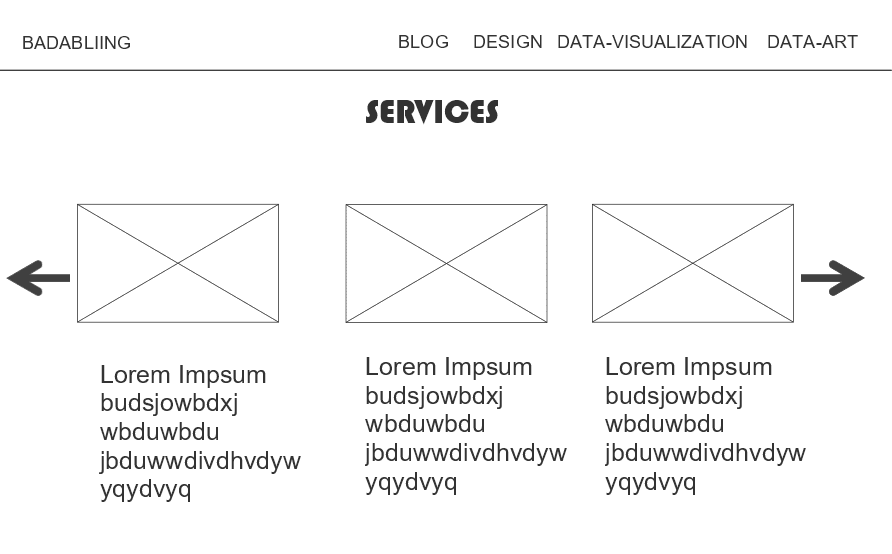 BADABLIING
BLOG DESIGN DATA-VISUALIZATION DATA-ART
SERVICES
Lorem Impsum
budsjowbdxj
wbduwbdu
jbduwwdivdhvdyw
yqydvyq
Lorem Impsum
budsjowbdxj
wbduwbdu
jbduwwdivdhvdyw
yqydvyq
Lorem Impsum
budsjowbdxj
wbduwbdu
jbduwwdivdhvdyw
yqydvyq